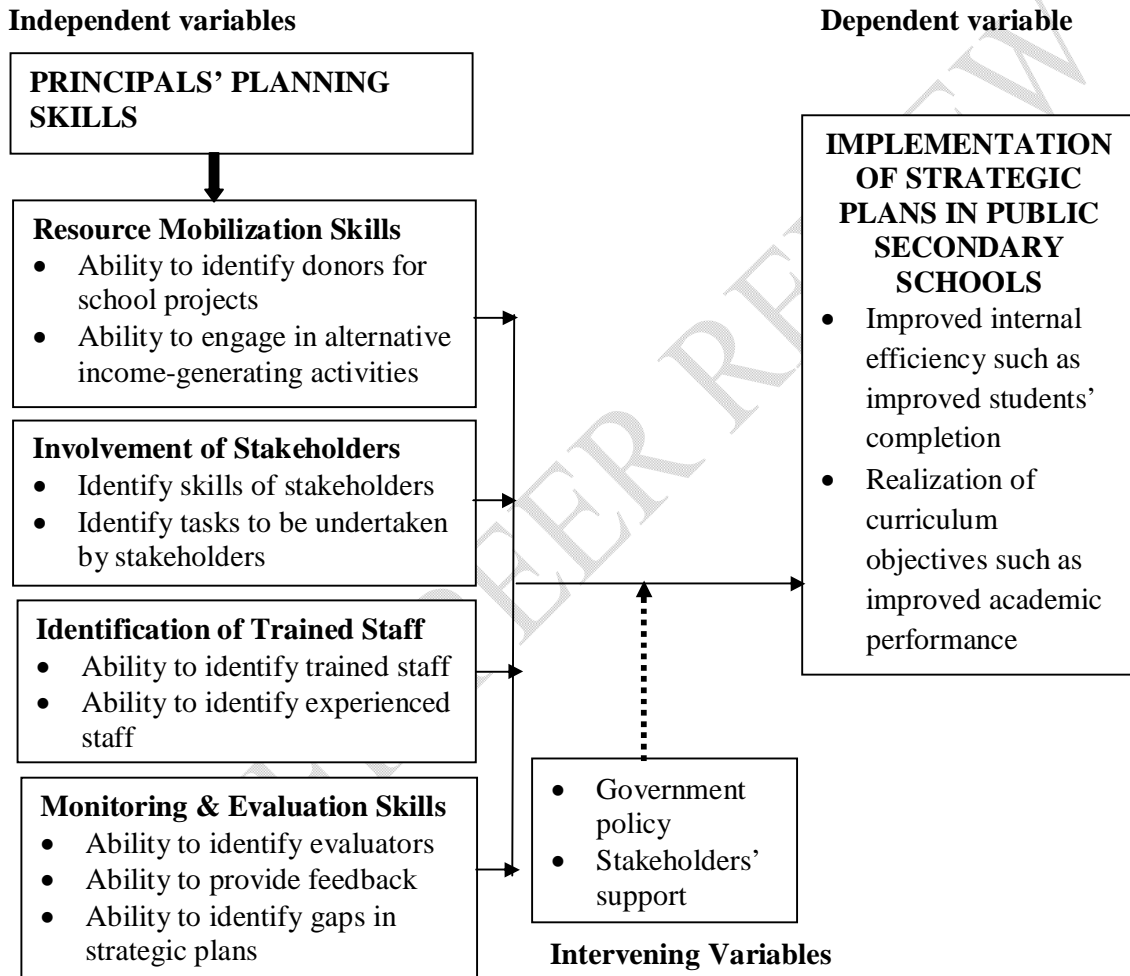 Independent variables
Dependent variable
PRINCIPALS’ PLANNING
SKILLS
Resource Mobilization Skills
• Ability to identify donors for
school projects
• Ability to engage in alternative
income-generating activities
Involvement of Stakeholders
• Identify skills of stakeholders
• Identify tasks to be undertaken
by stakeholders
Identification of Trained Staff
• Ability to identify trained staff
• Ability to identify experienced
staff
Monitoring & Evaluation Skills
• Ability to identify evaluators
• Ability to provide feedback
• Ability to identify gaps in
strategic plans
• Government
policy
• Stakeholders’
support
Intervening Variables
IMPLEMENTATION
OF STRATEGIC
PLANS IN PUBLIC
SECONDARY
SCHOOLS
• Improved internal
efficiency such as
improved students’
completion
• Realization of
curriculum
objectives such as
improved academic
performance
PEER REVIEW